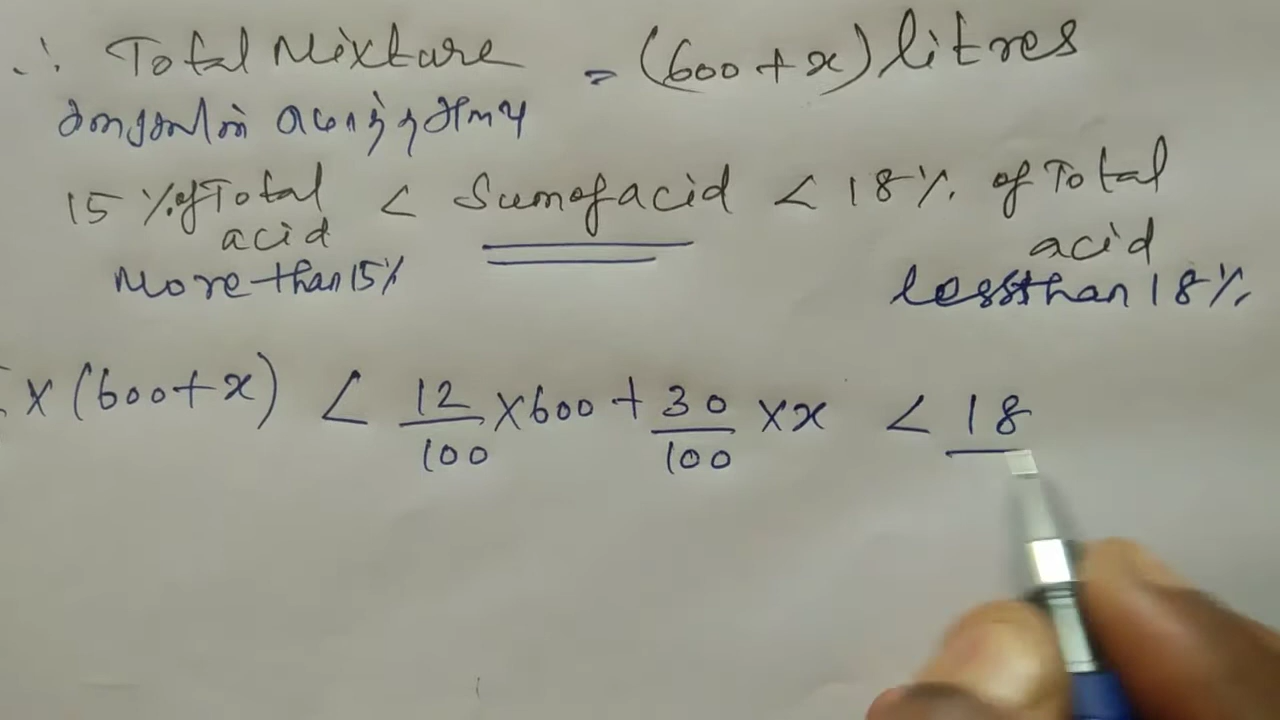 ∴ Total Mixture = (600 + x) litres
15 % of Total acid < Sum of acid < 18 % of Total acid
More than 15% less than 18 %
x (600 + x) < 12/100 x 600 + 30/100 x x < 18